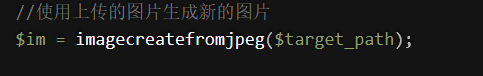 //使用上传的图片生成新的图片
$im = imagecreatefromjpeg($target_path);